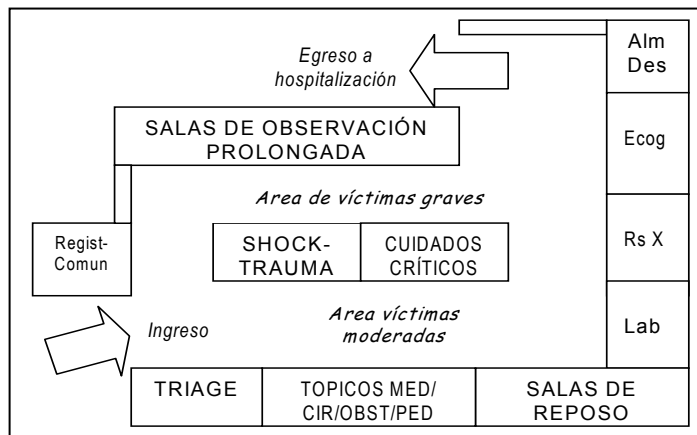 Alm
Des
Egreso a
hospitalización
SALAS DE OBSERVACIÓN
PROLONGADA
Ecog
Area de víctimas graves
Regist-
Comun
SHOCK-
TRAUMA
CUIDADOS
CRÍTICOS
Rs X
Ingreso
Area víctimas
moderadas
Lab
TRIAGE
TOPICOS MED/
CIR/OBST/PED
SALAS DE
REPOSO